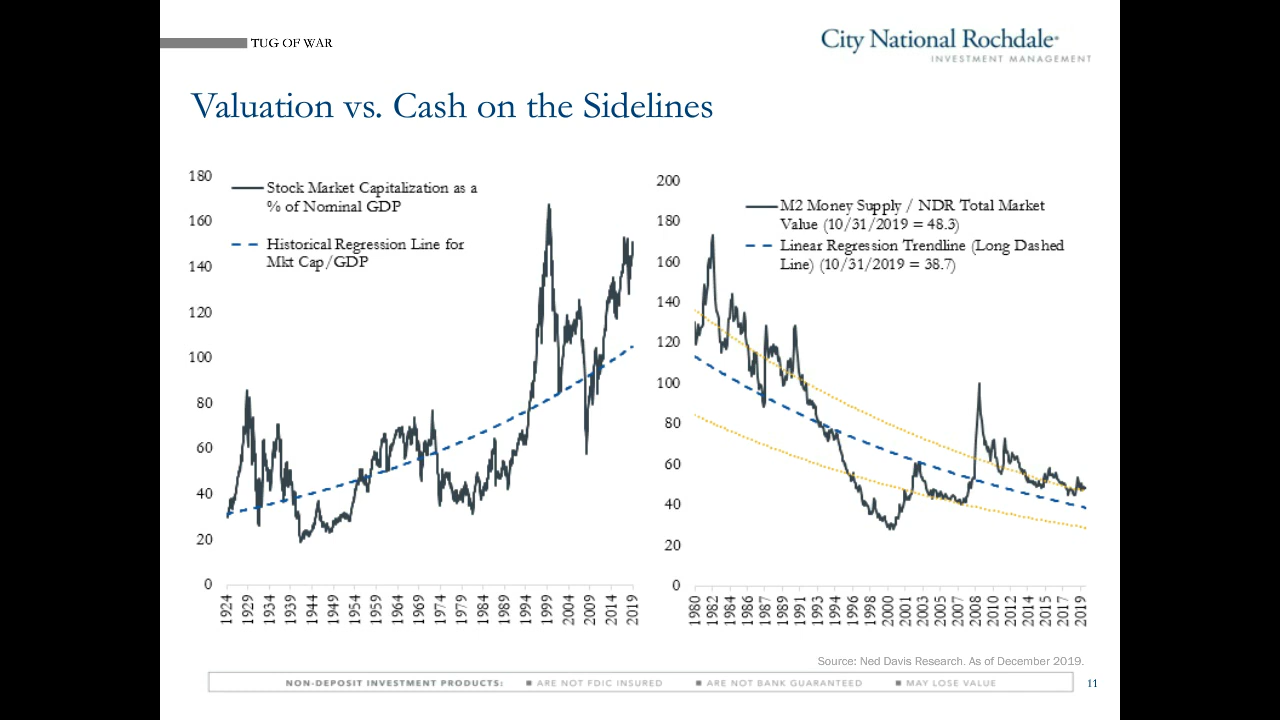 TUG OF WAR
City National Rochdale®
INVESTMENT MANAGEMENT
Valuation vs. Cash on the Sidelines
180
160
140
120
100
80
60
40
20
0
Stock Market Capitalization as a
% of Nominal GDP
Historical Regression Line for
Mkt Cap/GDP
1924 1929 1934 1939 1944 1949 1954 1959 1964 1969 1974 1979 1984 1989 1994 1999 2004 2009 2014 2019
200
180
160
140
120
100
80
60
40
20
0
M2 Money Supply / NDR Total Market
Value (10/31/2019 = 48.3)
Linear Regression Trendline (Long Dashed
Line) (10/31/2019 = 38.7)
1980 1982 1984 1986 1987 1989 1991 1993 1994 1996 1998 2000 2001 2003 2005 2007 2008 2010 2012 2014 2015 2017 2019
Source: Ned Davis Research. As of December 2019.
NON-DEPOSIT INVESTMENT PRODUCTS: ■ ARE NOT FDIC INSURED ■ ARE NOT BANK GUARANTEED ■ MAY LOSE VALUE
11